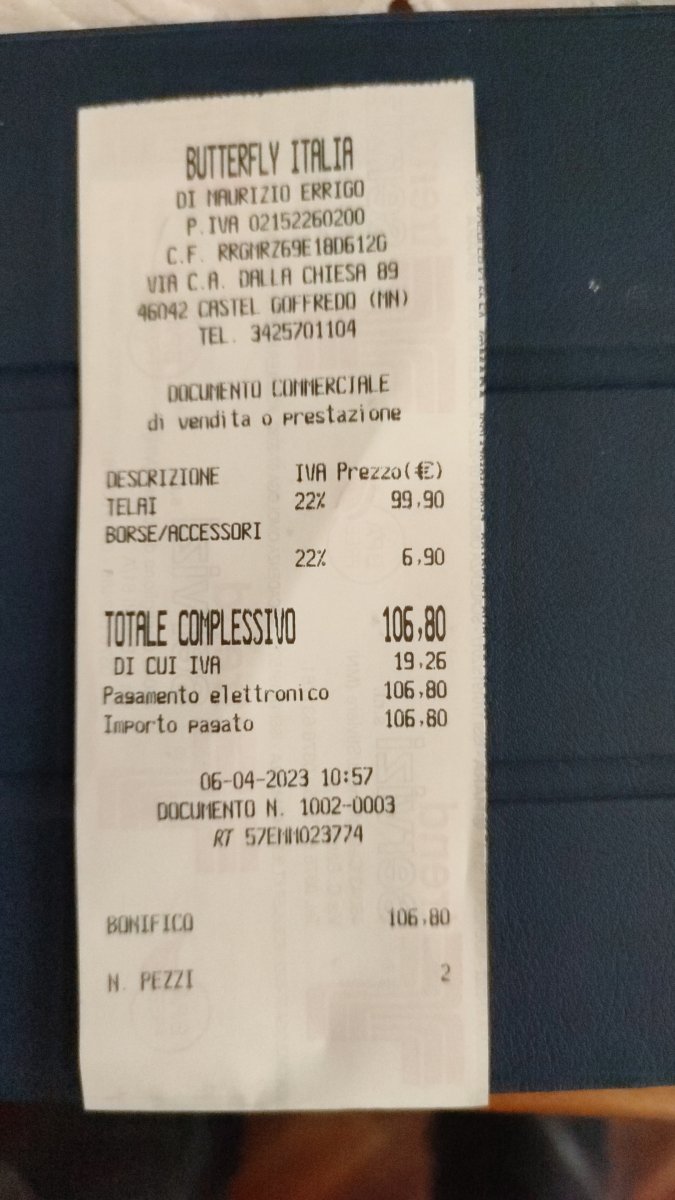 BUTTERFLY ITALIA
DI MAURIZIO ERRIGO
P.IVA 02152260200
C.F. RRGMRZ69E18D612G
VIA C.A. DALLA CHIESA 89
46042 CASTEL GOFFREDO (MN)
TEL. 3425701104
DOCUMENTO COMMERCIALE
di vendita o prestazione
DESCRIZIONE IVA Prezzo(€)
TELAI 22% 99,90
BORSE/ACCESSORI
22% 6,90
TOTALE COMPLESSIVO 106,80
DI CUI IVA 19,26
Pagamento elettronico 106,80
Importo pagato 106,80
06-04-2023 10:57
DOCUMENTO N. 1002-0003
RT 57EMM023774
BONIFICO 106,80
N. PEZZI 2